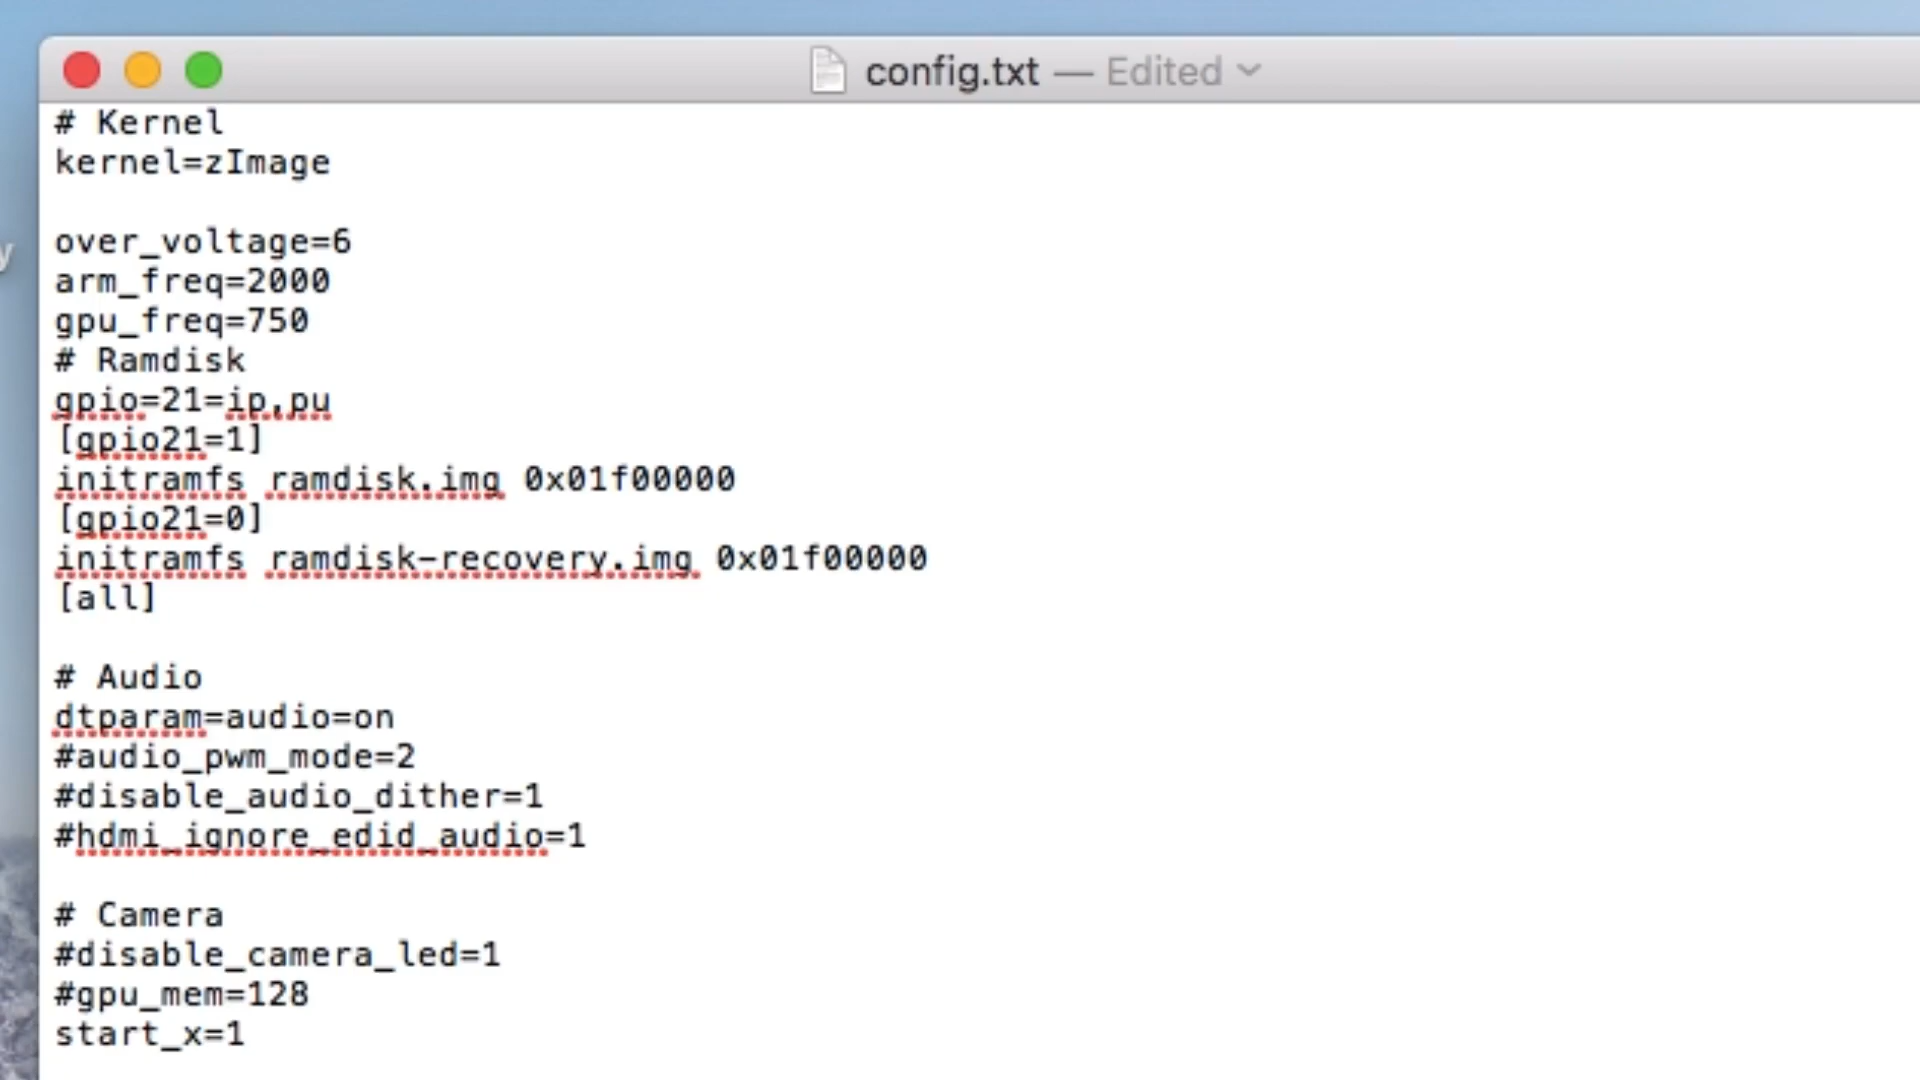 config.txt — Edited
# Kernel
kernel=zImage
over_voltage=6
arm_freq=2000
gpu_freq=750
# Ramdisk
gpio=21=ip,pu
[gpio21=1]
initramfs ramdisk.img 0x01f00000
[gpio21=0]
initramfs ramdisk-recovery.img 0x01f00000
[all]
# Audio
dtparam=audio=on
#audio_pwm_mode=2
#disable_audio_dither=1
#hdmi_ignore_edid_audio=1
# Camera
#disable_camera_led=1
#gpu_mem=128
start_x=1
y